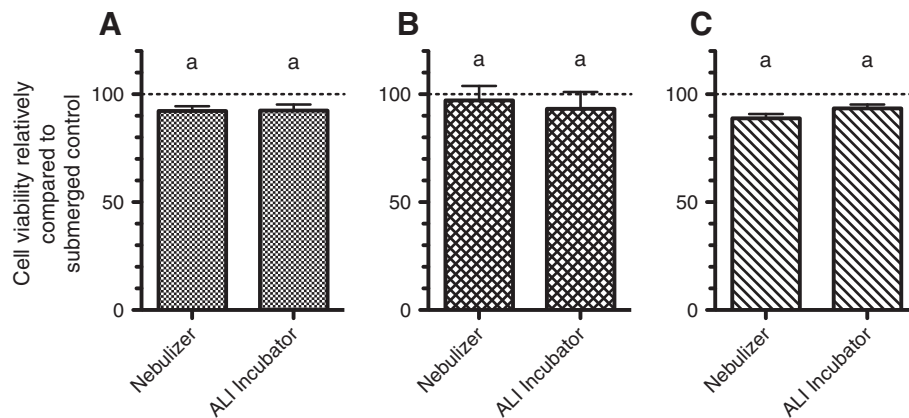 A
B
C
Cell viability relatively
compared to
submerged control
a
a
100
50
0
Nebulizer
ALI Incubator
a
a
100
50
0
Nebulizer
ALI Incubator
a
a
100
50
0
Nebulizer
ALI Incubator